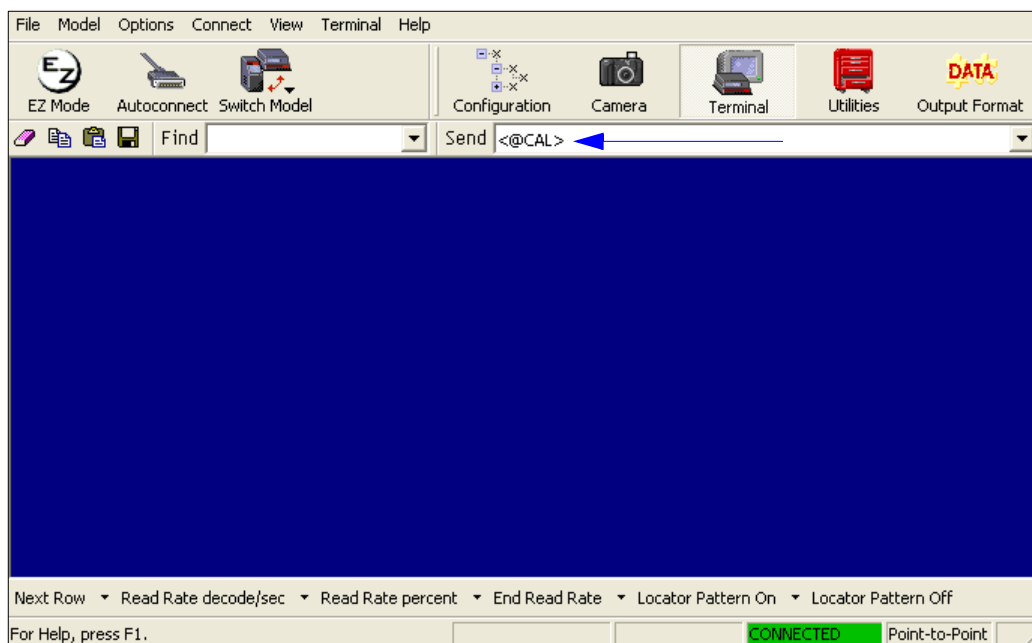 File Model Options Connect View Terminal Help
EZ
DATA
EZ Mode Autoconnect Switch Model Configuration Camera Terminal Utilities Output Format
Find Send <@CAL>
Next Row Read Rate decode/sec Read Rate percent End Read Rate Locator Pattern On Locator Pattern Off
For Help, press F1. CONNECTED Point-to-Point